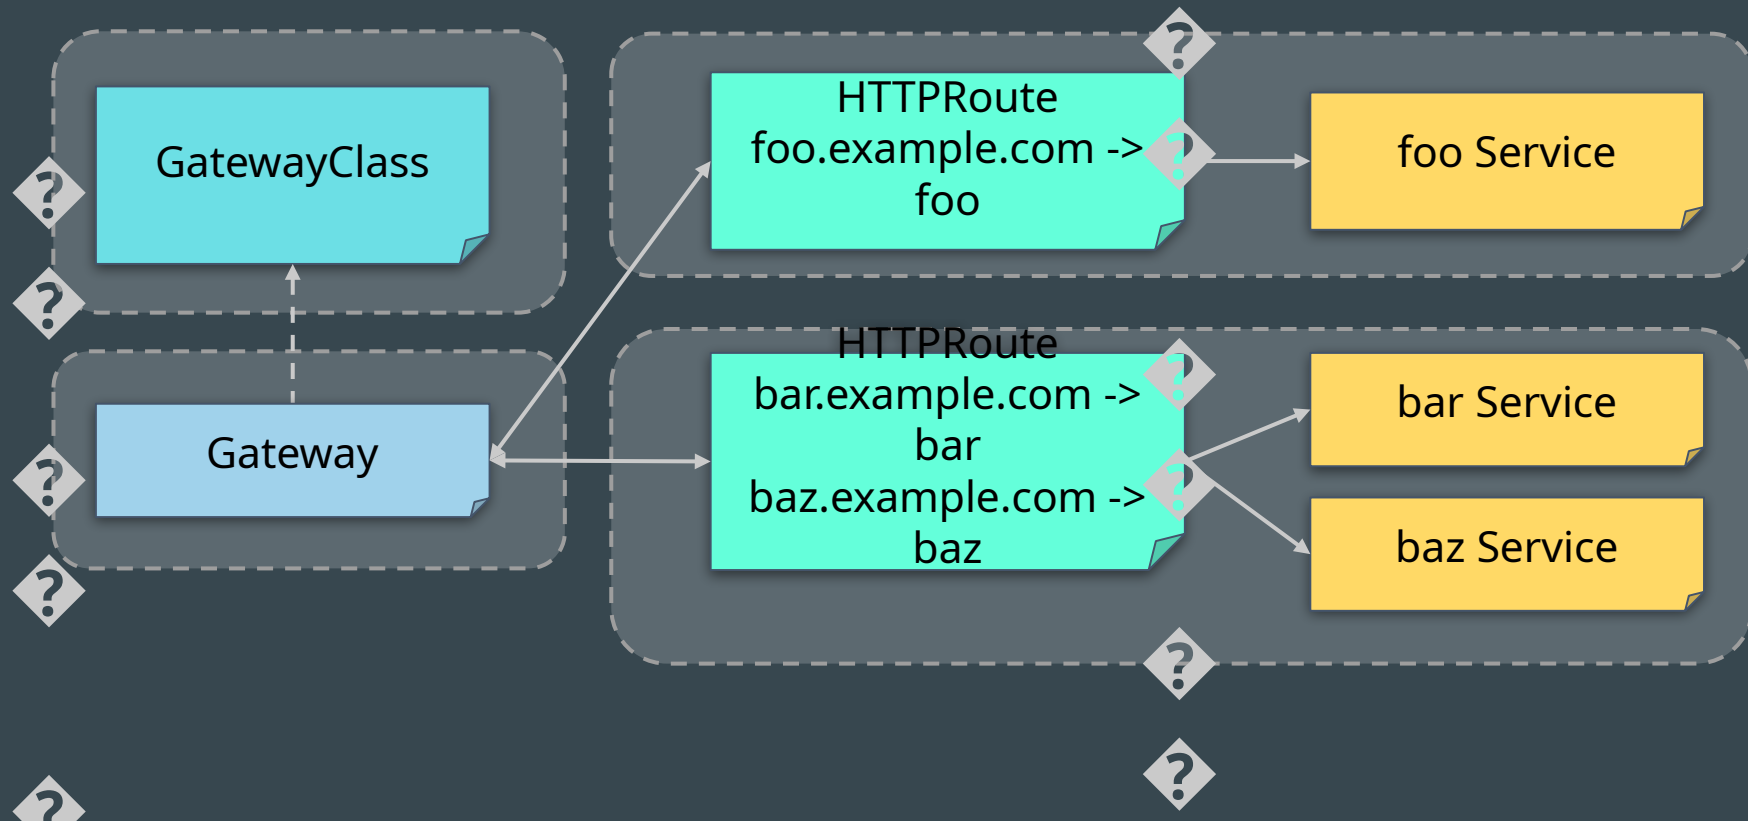 GatewayClass
Gateway
HTTPRoute
foo.example.com ->
foo
foo Service
HTTPRoute
bar.example.com ->
bar
baz.example.com ->
baz
bar Service
baz Service
�
�
�
�
�
�
�
�
�
�
�